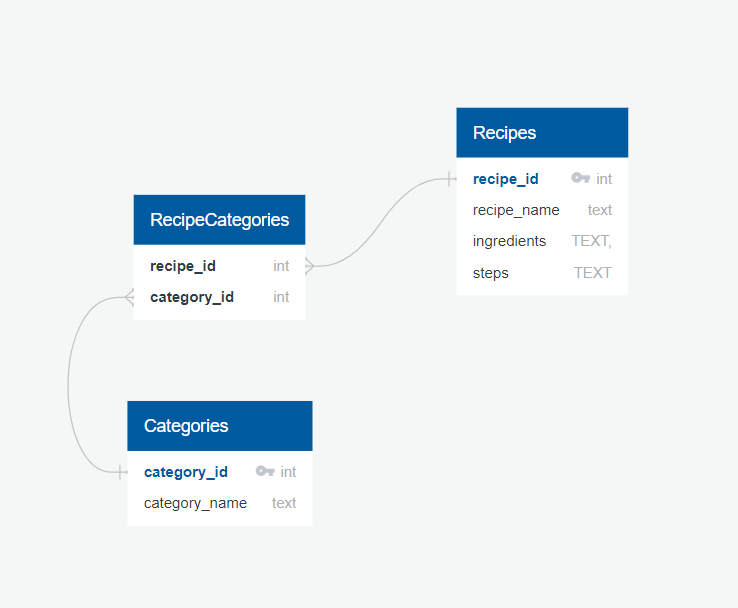 Recipes
recipe_id int
recipe_name text
ingredients TEXT,
steps TEXT
RecipeCategories
recipe_id int
category_id int
Categories
category_id int
category_name text